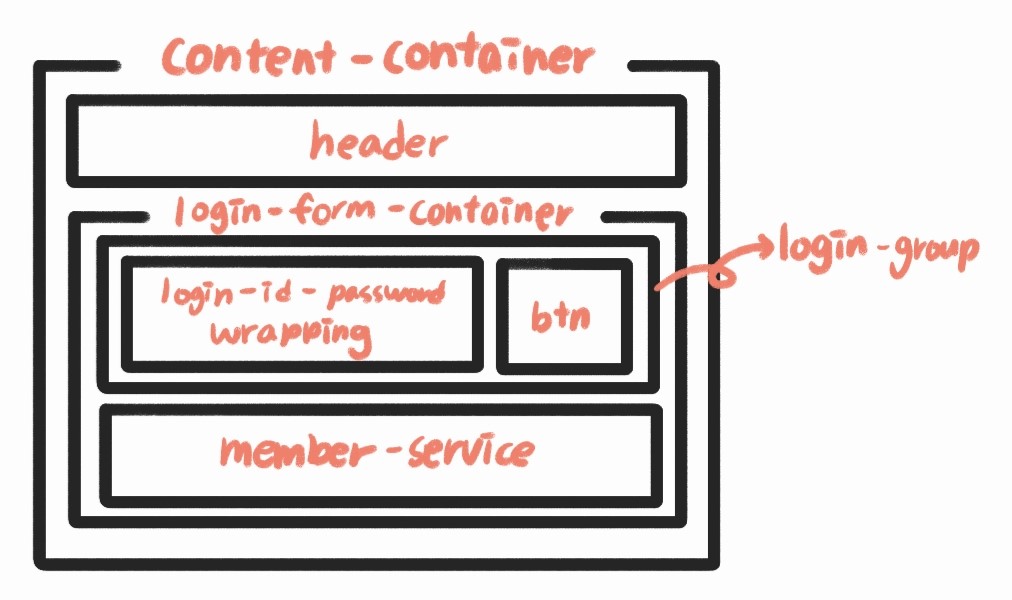 Content-container
header
login-form-container
login-group
login-id-password
wrapping
btn
member-service